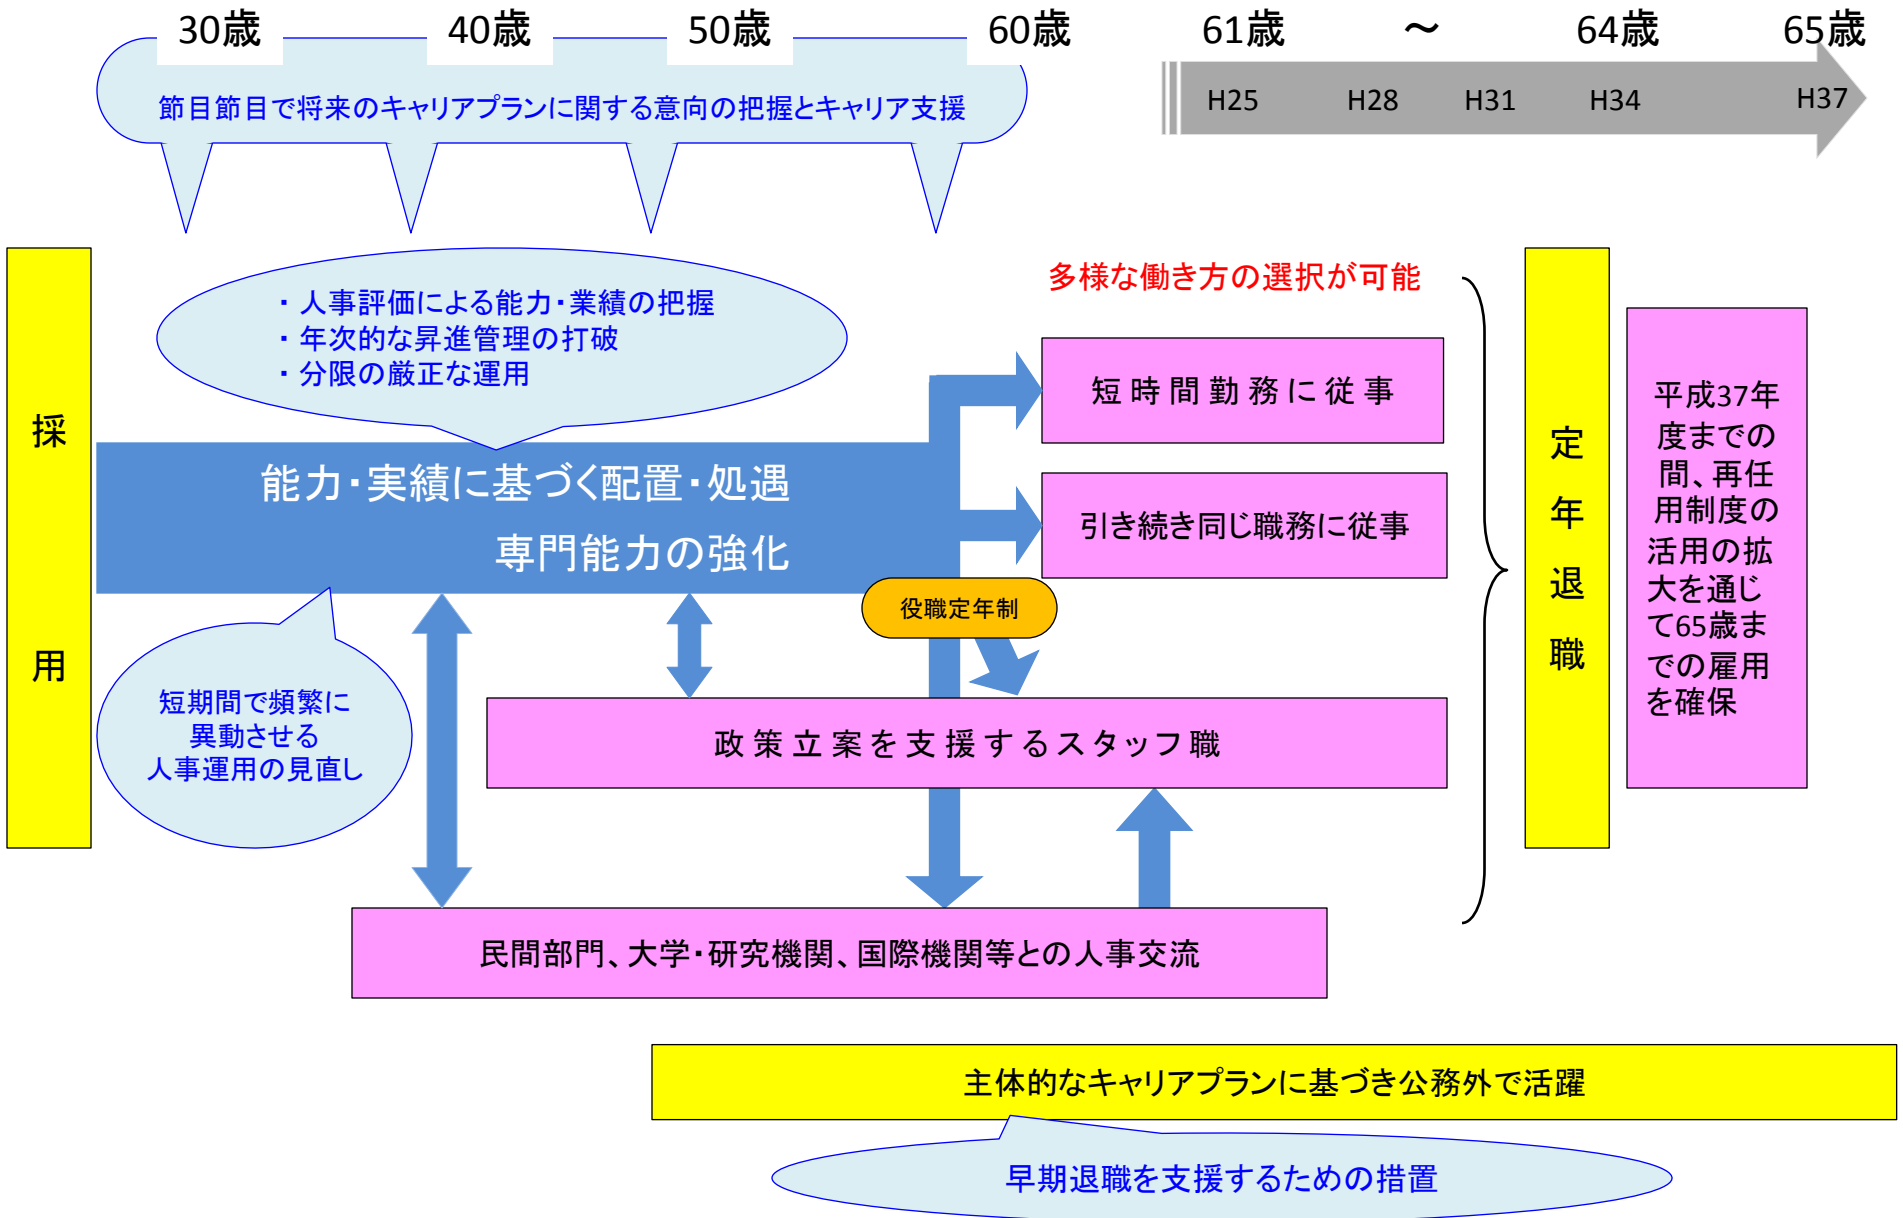 30歳
40歳
50歳
60歳
61歳
～
64歳
65歳
節目節目で将来のキャリアプランに関する意向の把握とキャリア支援
H25
H28
H31
H34
H37
採
用
・人事評価による能力・業績の把握
・年次的な昇進管理の打破
・分限の厳正な運用
能力・実績に基づく配置・処遇
専門能力の強化
短期間で頻繁に
異動させる
人事運用の見直し
多様な働き方の選択が可能
短時間勤務に従事
引き続き同じ職務に従事
役職定年制
政策立案を支援するスタッフ職
民間部門、大学・研究機関、国際機関等との人事交流
定
年
退
職
平成37年
度までの
間、再任
用制度の
活用の拡
大を通じ
て65歳ま
での雇用
を確保
主体的なキャリアプランに基づき公務外で活躍
早期退職を支援するための措置